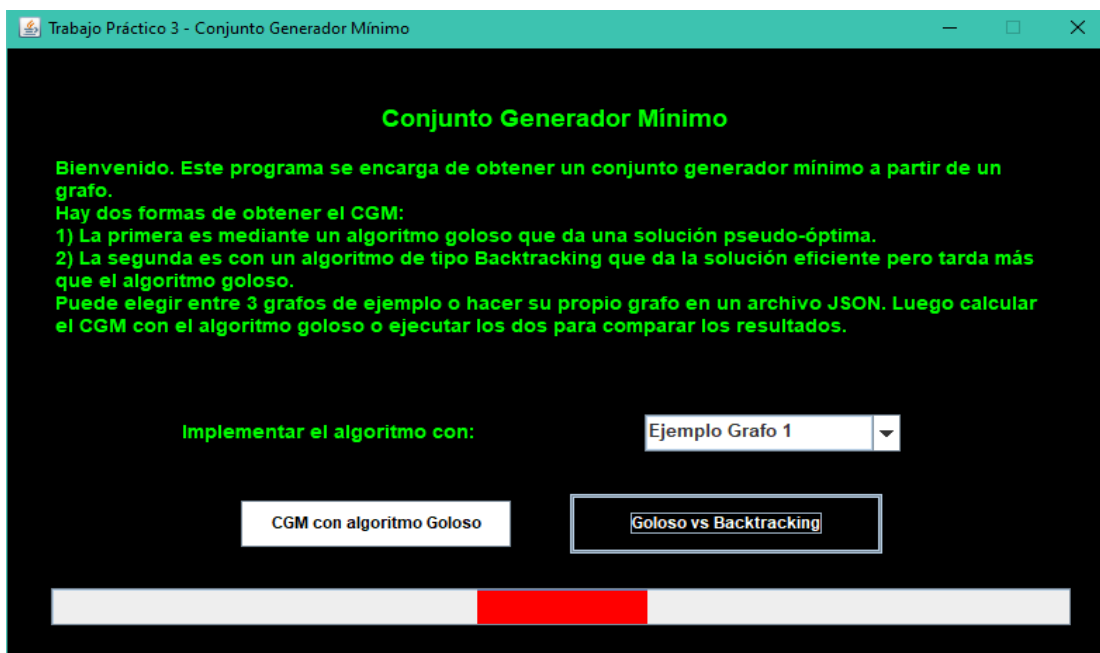 Trabajo Práctico 3 - Conjunto Generador Mínimo
Conjunto Generador Mínimo
Bienvenido. Este programa se encarga de obtener un conjunto generador mínimo a partir de un
grafo.
Hay dos formas de obtener el CGM:
1) La primera es mediante un algoritmo goloso que da una solución pseudo-óptima.
2) La segunda es con un algoritmo de tipo Backtracking que da la solución eficiente pero tarda más
que el algoritmo goloso.
Puede elegir entre 3 grafos de ejemplo o hacer su propio grafo en un archivo JSON. Luego calcular
el CGM con el algoritmo goloso o ejecutar los dos para comparar los resultados.
Implementar el algoritmo con:
Ejemplo Grafo 1
CGM con algoritmo Goloso
Goloso vs Backtracking